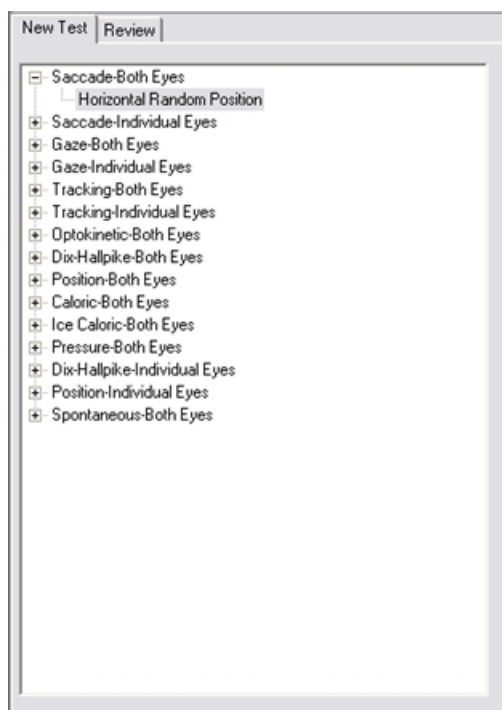 New Test Review
Saccade-Both Eyes
Horizontal Random Position
Saccade-Individual Eyes
Gaze-Both Eyes
Gaze-Individual Eyes
Tracking-Both Eyes
Tracking-Individual Eyes
Optokinetic-Both Eyes
Dix-Hallpike-Both Eyes
Position-Both Eyes
Caloric-Both Eyes
Ice Caloric-Both Eyes
Pressure-Both Eyes
Dix-Hallpike-Individual Eyes
Position-Individual Eyes
Spontaneous-Both Eyes